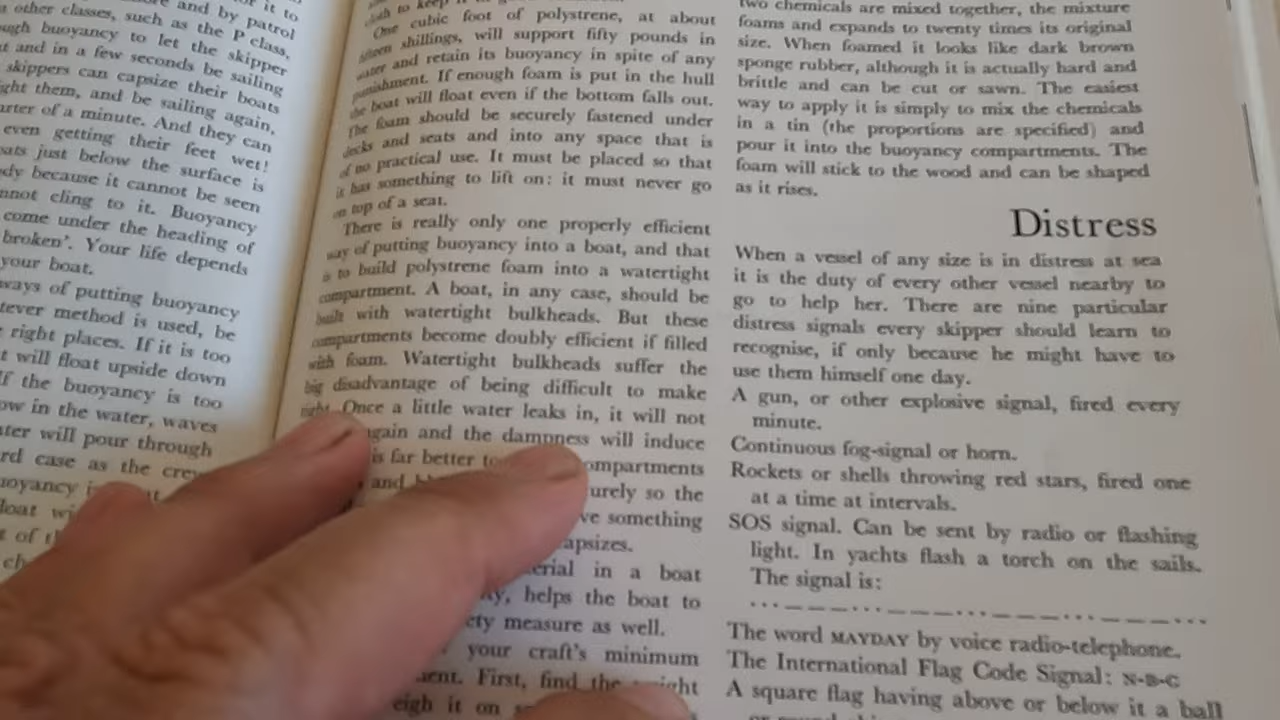 it to
and by patrol
other classes, such as the P class,
buoyancy to let the skipper
and in a few seconds be sailing
skippers can capsize their boats
them, and be sailing again,
of a minute. And they can
even getting their feet wet!
just below the surface is
because it cannot be seen
cling to it. Buoyancy
come under the heading of
broken'. Your life depends
your boat.
ways of putting buoyancy
method is used, be
right places. If it is too
will float upside down
If the buoyancy is too
in the water, waves
will pour through
case as the
to keep
One cubic foot of polystrene, at about
fifteen shillings, will support fifty pounds in
water and retain its buoyancy in spite of any
punishment. If enough foam is put in the hull
the boat will float even if the bottom falls out.
The foam should be securely fastened under
decks and seats and into any space that is
of no practical use. It must be placed so that
it has something to lift on: it must never go
on top of a seat.
There is really only one properly efficient
way of putting buoyancy into a boat, and that
is to build polystrene foam into a watertight
compartment. A boat, in any case, should be
built with watertight bulkheads. But these
compartments become doubly efficient if filled
with foam. Watertight bulkheads suffer the
big disadvantage of being difficult to make
right. Once a little water leaks in, it will not
again and the dampness will induce
is far better to compartments
and urely so the
something
apsizes.
in a boat
helps the boat to
measure as well.
your craft's minimum
First, find the
it on
two chemicals are mixed together, the mixture
foams and expands to twenty times its original
size. When foamed it looks like dark brown
sponge rubber, although it is actually hard and
brittle and can be cut or sawn. The easiest
way to apply it is simply to mix the chemicals
in a tin (the proportions are specified) and
pour it into the buoyancy compartments. The
foam will stick to the wood and can be shaped
as it rises.
Distress
When a vessel of any size is in distress at sea
it is the duty of every other vessel nearby to
go to help her. There are nine particular
distress signals every skipper should learn to
recognise, if only because he might have to
use them himself one day.
A gun, or other explosive signal, fired every
minute.
Continuous fog-signal or horn.
Rockets or shells throwing red stars, fired one
at a time at intervals.
SOS signal. Can be sent by radio or flashing
light. In yachts flash a torch on the sails.
The signal is:
...———...———...———...———...
The word MAYDAY by voice radio-telephone.
The International Flag Code Signal: N-B-C
A square flag having above or below it a ball